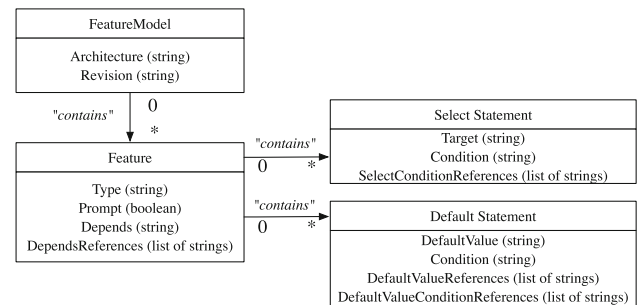 FeatureModel
Architecture (string)
Revision (string)
"contains"
0
*
Feature
Type (string)
Prompt (boolean)
Depends (string)
DependsReferences (list of strings)
"contains"
0
*
Select Statement
Target (string)
Condition (string)
SelectConditionReferences (list of strings)
"contains"
0
*
Default Statement
DefaultValue (string)
Condition (string)
DefaultValueReferences (list of strings)
DefaultValueConditionReferences (list of strings)